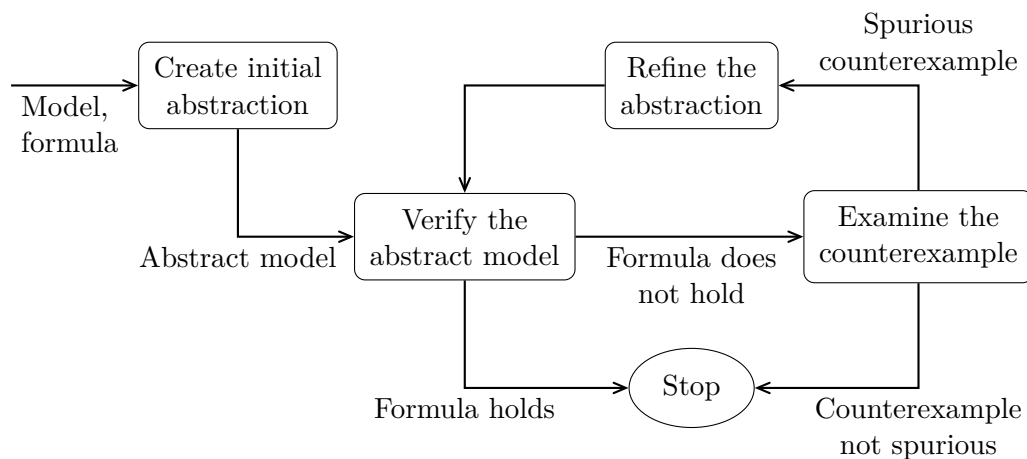 Spurious
counterexample
Create initial
abstraction
Refine the
abstraction
Model,
formula
Verify the
abstract model
Examine the
counterexample
Abstract model
Formula does
not hold
Stop
Formula holds
Counterexample
not spurious